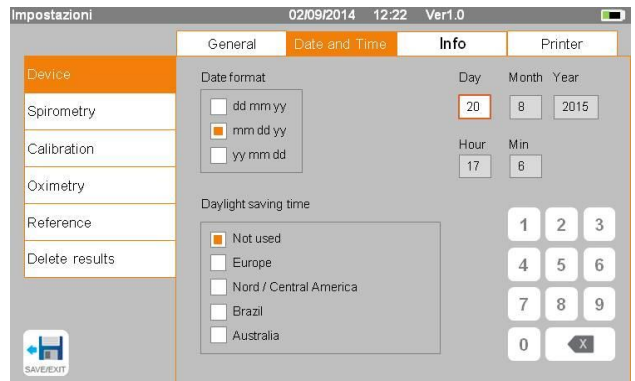 Impostazioni 02/09/2014 12:22 Ver1.0
General Date and Time Info Printer
Device
Spirometry
Calibration
Oximetry
Reference
Delete results
SAVE/EXIT
Date format
dd mm yy
mm dd yy
yy mm dd
Day Month Year
20 8 2015
Hour Min
17 6
Daylight saving time
Not used
Europe
Nord / Central America
Brazil
Australia
1 2 3
4 5 6
7 8 9
0 X